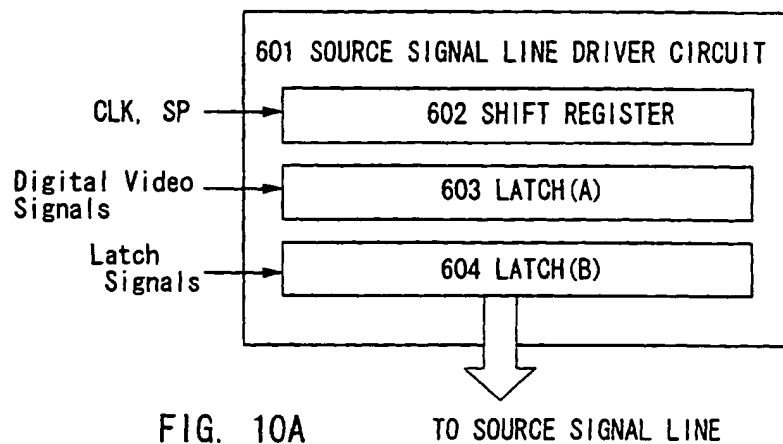 601 SOURCE SIGNAL LINE DRIVER CIRCUIT
CLK, SP
602 SHIFT REGISTER
Digital Video
Signals
603 LATCH(A)
Latch
Signals
604 LATCH(B)
FIG. 10A
TO SOURCE SIGNAL LINE